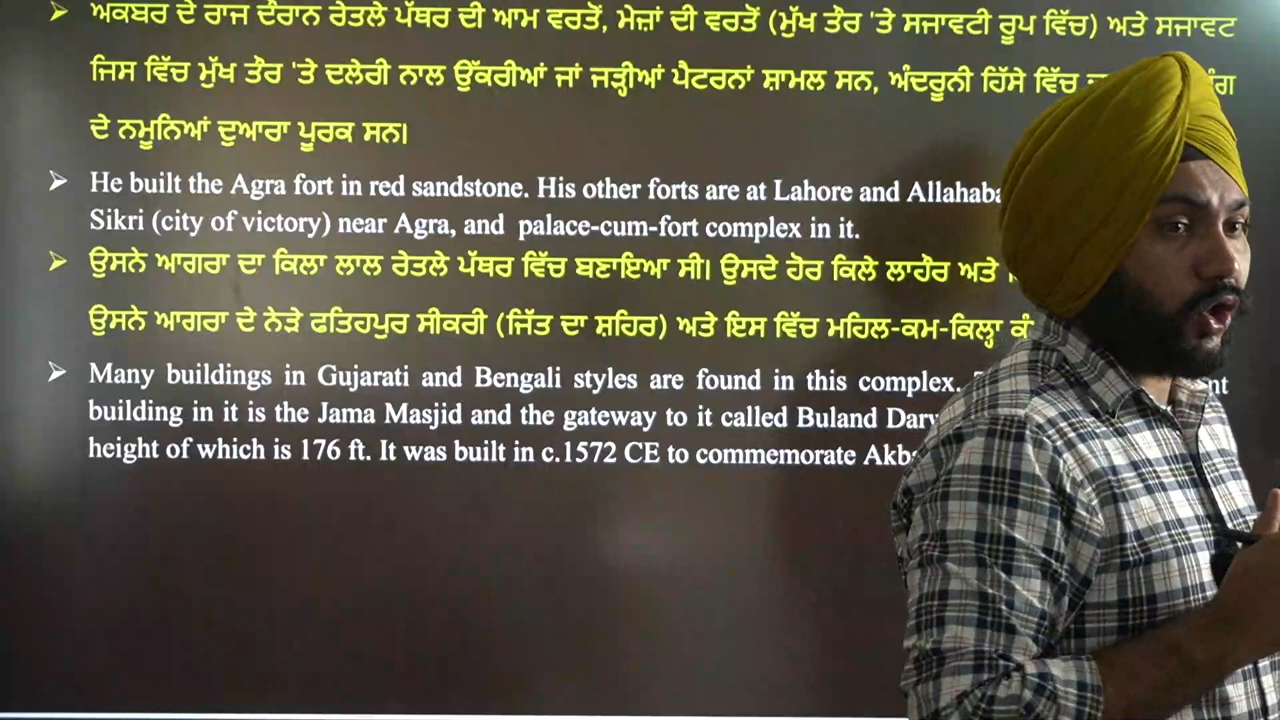 ਅਕਬਰ ਦੇ ਰਾਜ ਦੌਰਾਨ ਰੇਤਲੇ ਪੱਥਰ ਦੀ ਆਮ ਵਰਤੋਂ, ਮੇਜ਼ਾਂ ਦੀ ਵਰਤੋਂ (ਮੁੱਖ ਤੌਰ 'ਤੇ ਸਜਾਵਟੀ ਰੂਪ ਵਿੱਚ) ਅਤੇ ਸਜਾਵਟ
ਜਿਸ ਵਿੱਚ ਮੁੱਖ ਤੌਰ 'ਤੇ ਦਲੇਰੀ ਨਾਲ ਉੱਕਰੀਆਂ ਜਾਂ ਜੜ੍ਹੀਆਂ ਪੈਟਰਨਾਂ ਸ਼ਾਮਲ ਸਨ, ਅੰਦਰੂਨੀ ਹਿੱਸੇ ਵਿੱਚ
ਦੇ ਨਮੂਨਿਆਂ ਦੁਆਰਾ ਪੂਰਕ ਸਨ।
He built the Agra fort in red sandstone. His other forts are at Lahore and
Sikri (city of victory) near Agra, and palace-cum-fort complex in it.
ਉਸਨੇ ਆਗਰਾ ਦਾ ਕਿਲਾ ਲਾਲ ਰੇਤਲੇ ਪੱਥਰ ਵਿੱਚ ਬਣਾਇਆ ਸੀ। ਉਸਦੇ ਹੋਰ ਕਿਲੇ ਲਾਹੌਰ ਅਤੇ
ਉਸਨੇ ਆਗਰਾ ਦੇ ਨੇੜੇ ਫਤਿਹਪੁਰ ਸੀਕਰੀ (ਜਿੱਤ ਦਾ ਸ਼ਹਿਰ) ਅਤੇ ਇਸ ਵਿੱਚ ਮਹਿਲ-ਕਮ-ਕਿਲ੍ਹਾ
Many buildings in Gujarati and Bengali styles are found in this complex.
building in it is the Jama Masjid and the gateway to it called Buland
height of which is 176 ft. It was built in c.1572 CE to commemorate